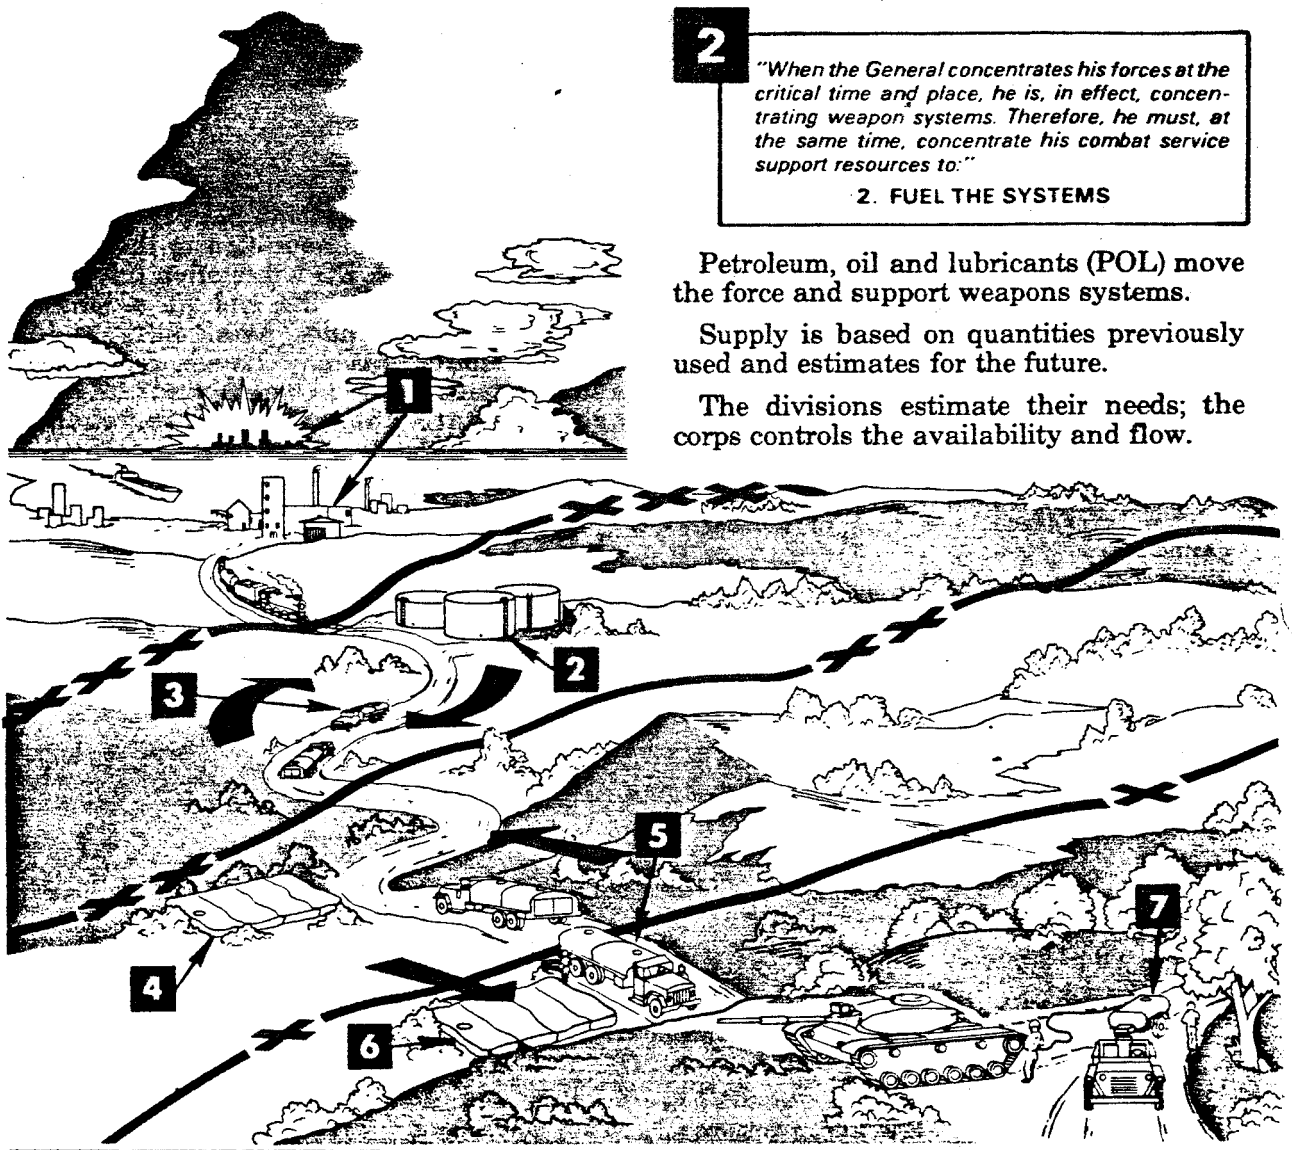 2
"When the General concentrates his forces at the
critical time and place, he is, in effect, concen-
trating weapon systems. Therefore, he must, at
the same time, concentrate his combat service
support resources to:"
2. FUEL THE SYSTEMS
Petroleum, oil and lubricants (POL) move
the force and support weapons systems.
Supply is based on quantities previously
used and estimates for the future.
The divisions estimate their needs; the
corps controls the availability and flow.
1
2
3
5
7
4
6